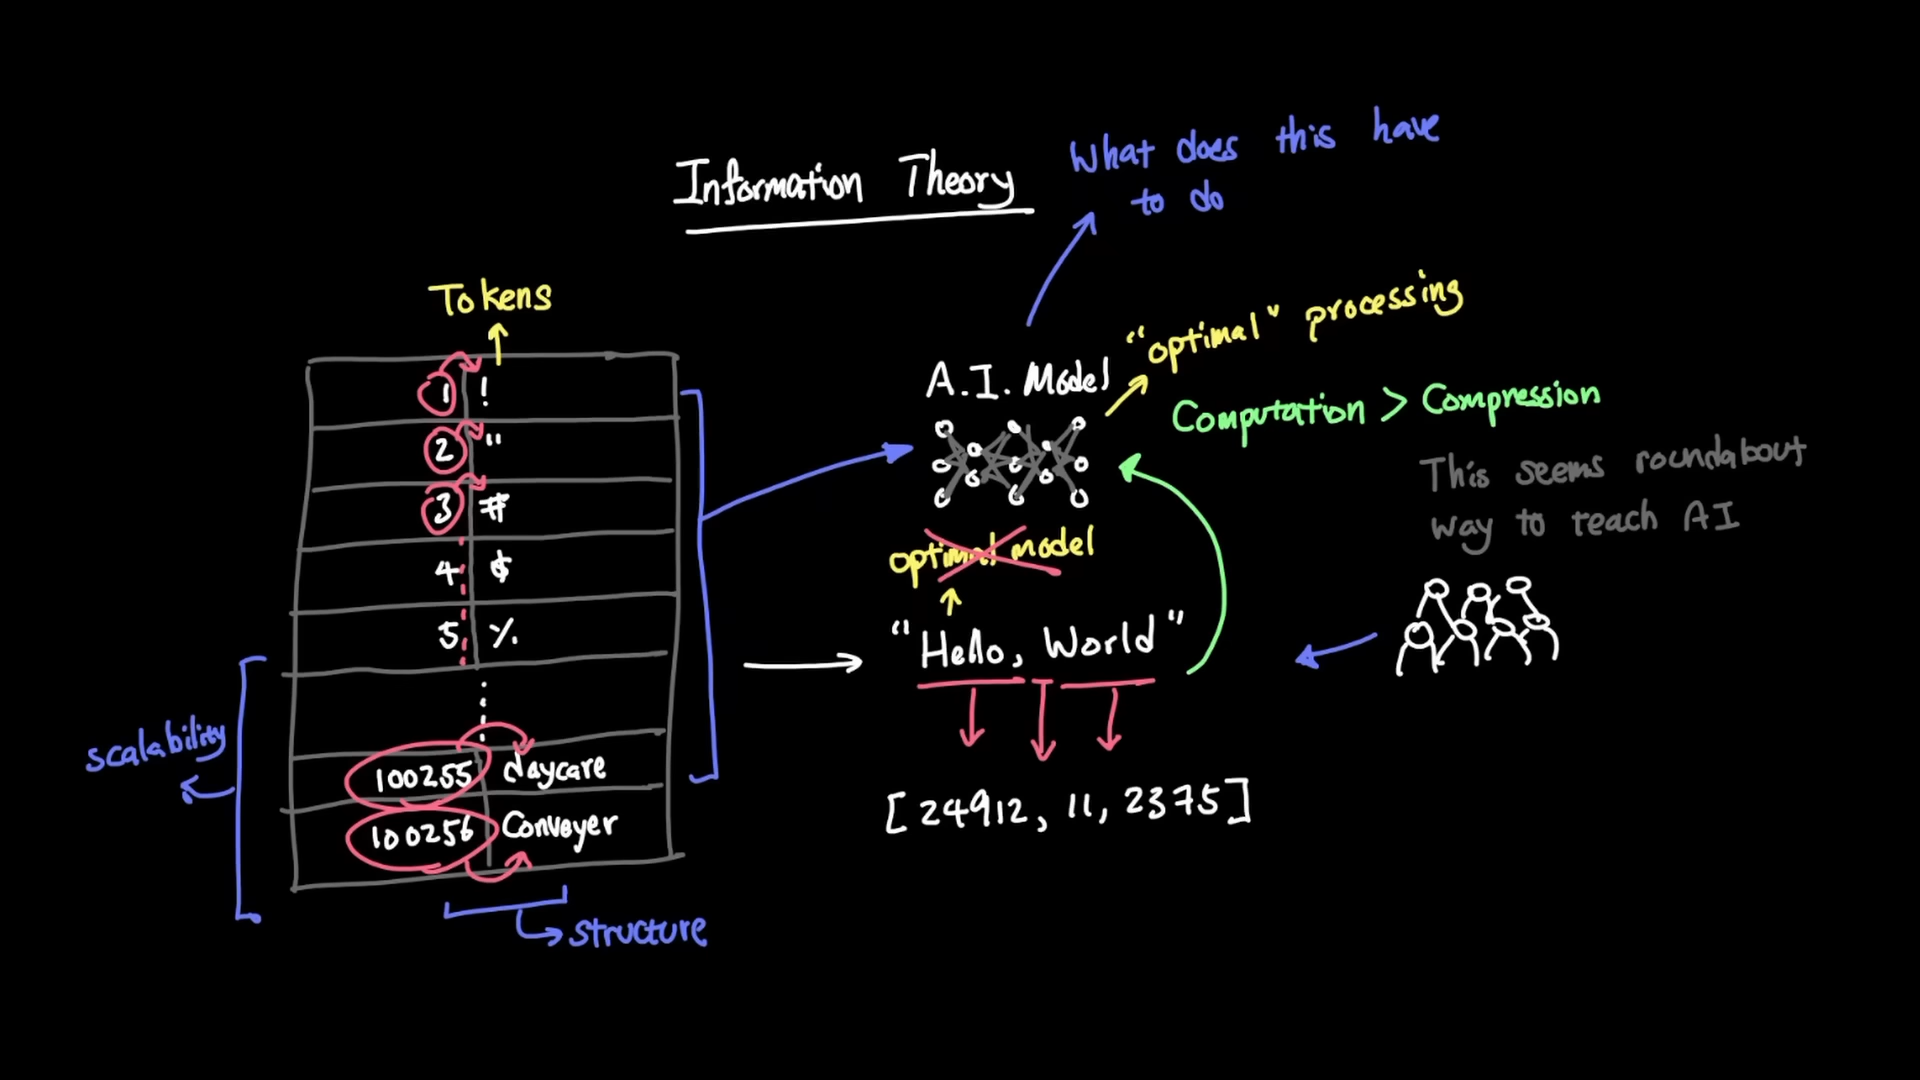 Information Theory
What does this have
to do
Tokens
1 !
2 "
3 #
4 $
5 %
100255 daycare
100256 Conveyer
scalability
structure
A.I. Model
"optimal" processing
Computation > Compression
This seems roundabout
way to teach AI
optimal model
"Hello, World"
[24912, 11, 2375]